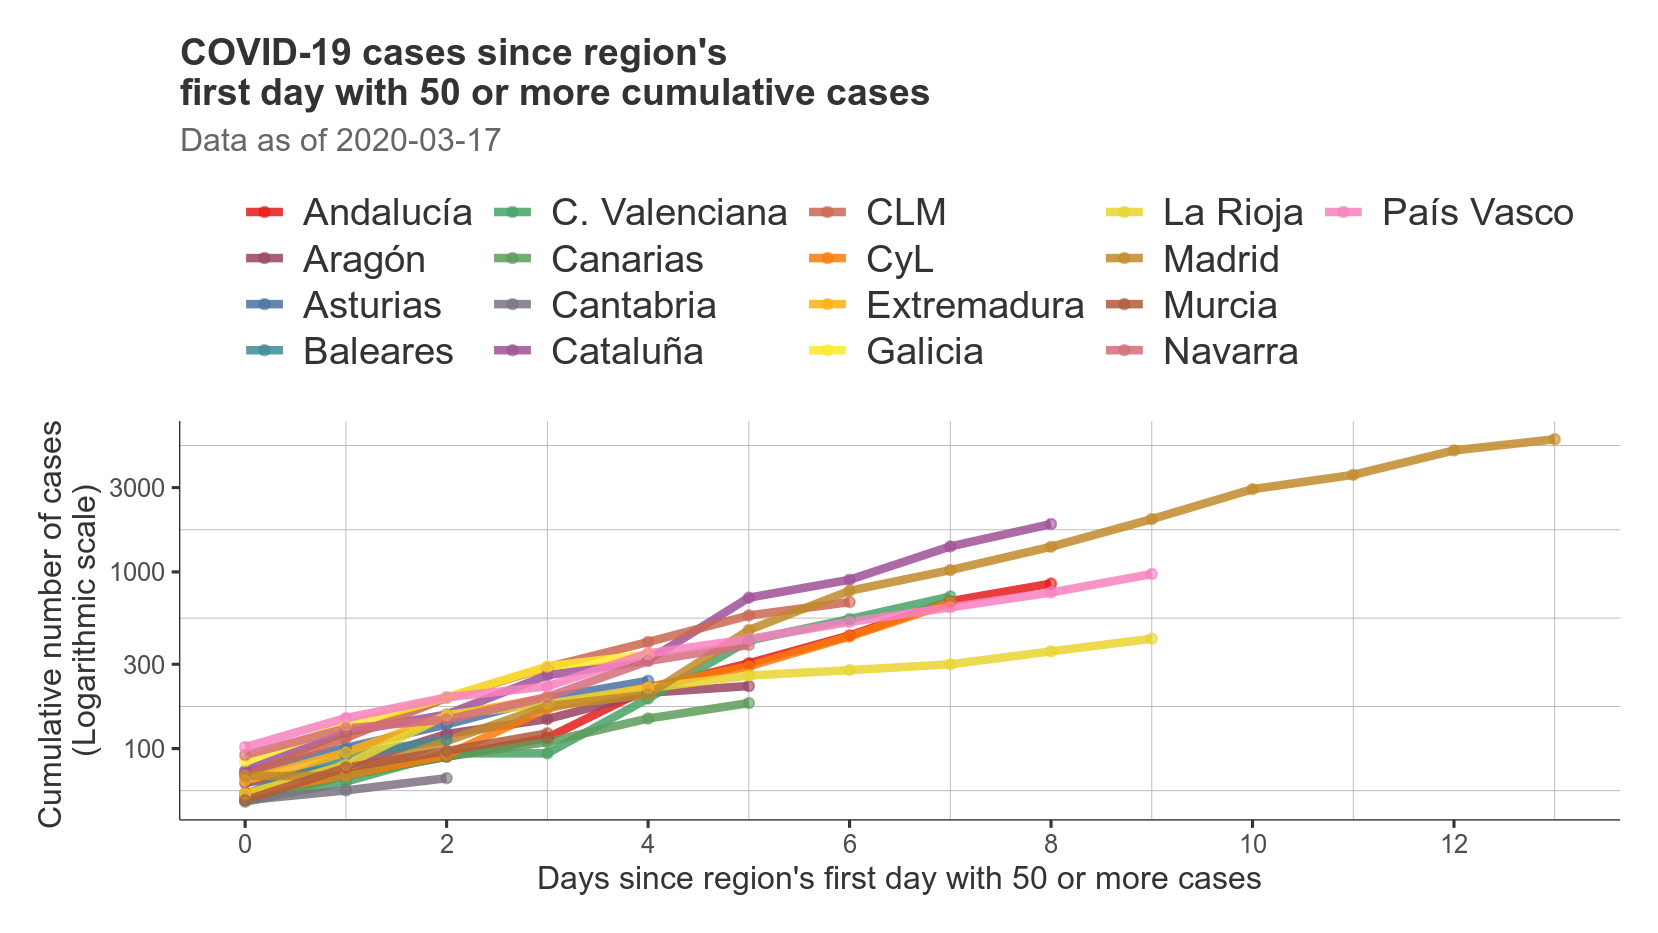 COVID-19 cases since region's
first day with 50 or more cumulative cases
Data as of 2020-03-17
Andalucía C. Valenciana CLM La Rioja País Vasco
Aragón Canarias CyL Madrid
Asturias Cantabria Extremadura Murcia
Baleares Cataluña Galicia Navarra
Cumulative number of cases
(Logarithmic scale)
3000
1000
300
100
0 2 4 6 8 10 12
Days since region's first day with 50 or more cases